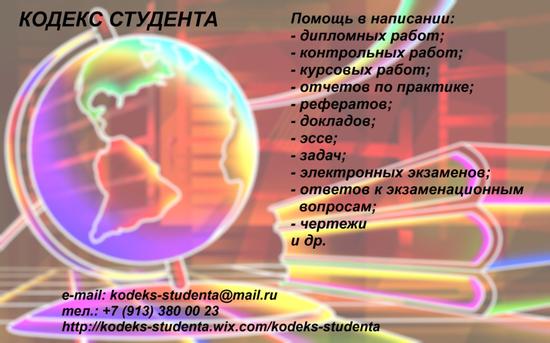 КОДЕКС СТУДЕНТА
Помощь в написании:
- дипломных работ;
- контрольных работ;
- курсовых работ;
- отчетов по практике;
- рефератов;
- докладов;
- эссе;
- задач;
- электронных экзаменов;
- ответов к экзаменационным
вопросам;
- чертежи
и др.
e-mail: kodeks-studenta@mail.ru
тел.: +7 (913) 380 00 23
http://kodeks-studenta.wix.com/kodeks-studenta